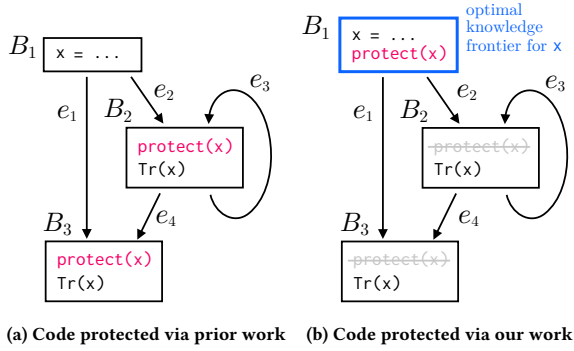 B1
x = ...
e1
e2
e3
B2
protect(x)
Tr(x)
e4
B3
protect(x)
Tr(x)
(a) Code protected via prior work
B1
x = ...
protect(x)
optimal
knowledge
frontier for x
e1
e2
e3
B2
protect(x)
Tr(x)
e4
B3
protect(x)
Tr(x)
(b) Code protected via our work